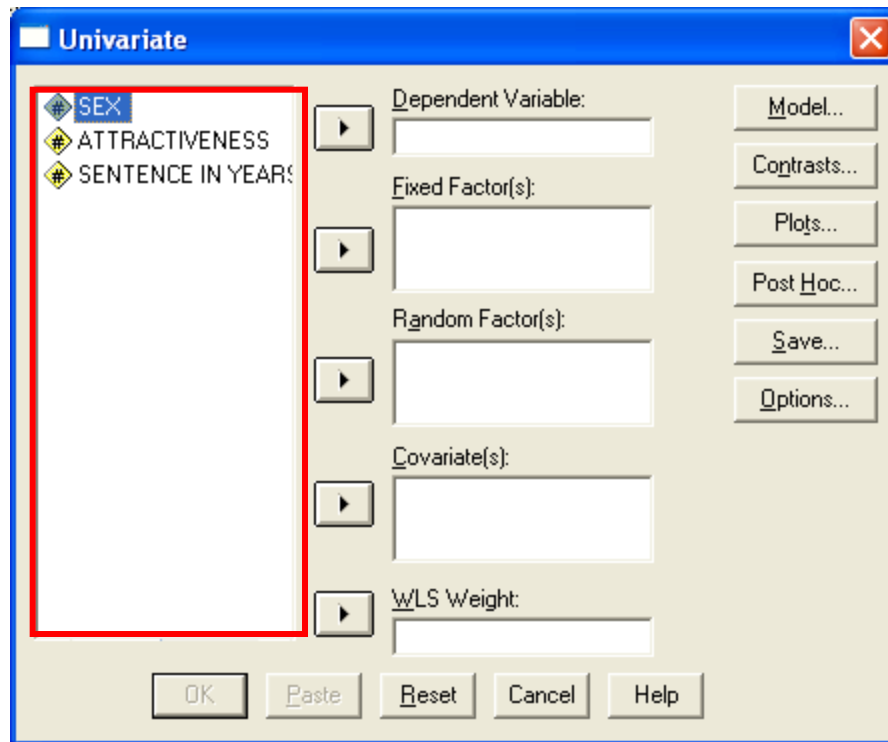 Univariate
SEX
ATTRACTIVENESS
SENTENCE IN YEARS
Dependent Variable:
Fixed Factor(s):
Random Factor(s):
Covariate(s):
WLS Weight:
Model...
Contrasts...
Plots...
Post Hoc...
Save...
Options...
OK
Paste
Reset
Cancel
Help